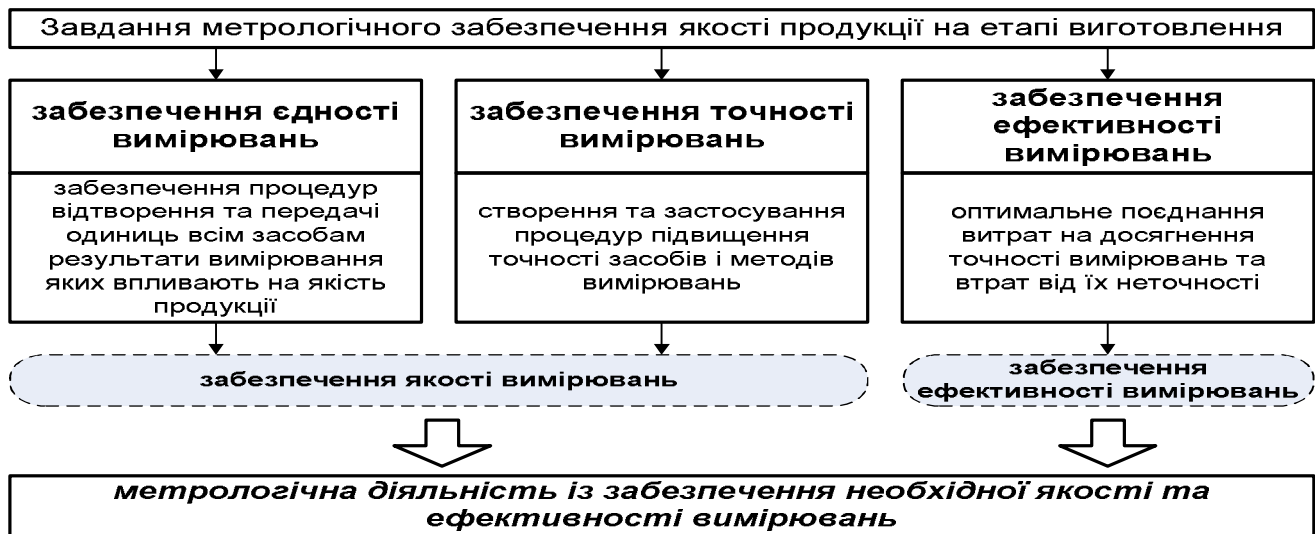 Завдання метрологічного забезпечення якості продукції на етапі виготовлення
забезпечення єдності
вимірювань
забезпечення процедур
відтворення та передачі
одиниць всім засобам
результати вимірювання
яких впливають на якість
продукції
забезпечення точності
вимірювань
створення та застосування
процедур підвищення
точності засобів і методів
вимірювань
забезпечення
ефективності
вимірювань
оптимальне поєднання
витрат на досягнення
точності вимірювань та
втрат від їх неточності
забезпечення якості вимірювань
забезпечення
ефективності вимірювань
метрологічна діяльність із забезпечення необхідної якості та
ефективності вимірювань